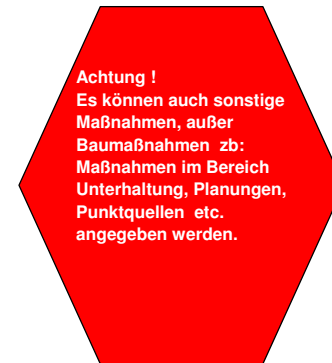 Achtung !
Es können auch sonstige
Maßnahmen, außer
Baumaßnahmen  zb:
Maßnahmen im Bereich
Unterhaltung, Planungen,
Punktquellen  etc.
angegeben werden.